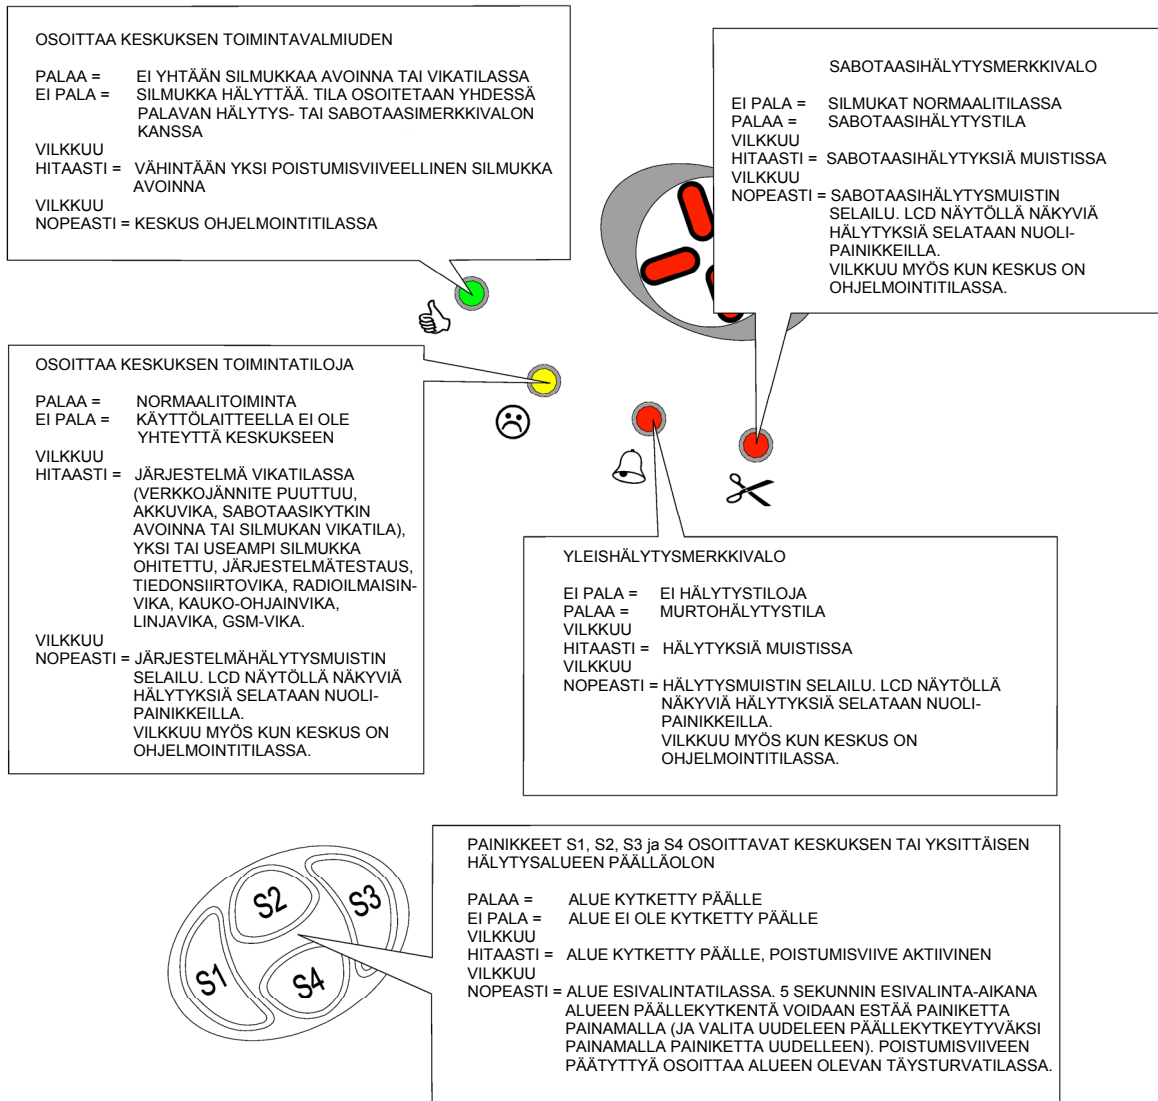 OSOITTAA KESKUKSEN TOIMINTAVALMIUDEN
PALAA = EI YHTÄÄN SILMUKKAA AVOINNA TAI VIKATILASSA
EI PALA = SILMUKKA HÄLYTTÄÄ. TILA OSOITETAAN YHDESSÄ
PALAVAN HÄLYTYS- TAI SABOTAASIMERKKIVALON
KANSSA
VILKKUU
HITAASTI = VÄHINTÄÄN YKSI POISTUMISVIIVEELLINEN SILMUKKA
AVOINNA
VILKKUU
NOPEASTI = KESKUS OHJELMOINTITILASSA
SABOTAASIHÄLYTYSMERKKIVALO
EI PALA = SILMUKAT NORMAALITILASSA
PALAA = SABOTAASIHÄLYTYSTILA
VILKKUU
HITAASTI = SABOTAASIHÄLYTYKSIÄ MUISTISSA
VILKKUU
NOPEASTI = SABOTAASIHÄLYTYSMUISTIN
SELAILU. LCD NÄYTÖLLÄ NÄKYVIÄ
HÄLYTYKSIÄ SELATAAN NUOLI-
PAINIKKEILLA.
VILKKUU MYÖS KUN KESKUS ON
OHJELMOINTITILASSA.
OSOITTAA KESKUKSEN TOIMINTATILOJA
PALAA = NORMAALITOIMINTA
EI PALA = KÄYTTÖLAITTEELLA EI OLE
YHTEYTTÄ KESKUKSEEN
VILKKUU
HITAASTI = JÄRJESTELMÄ VIKATILASSA
(VERKKOJÄNNITE PUUTTUU,
AKKUVIKA, SABOTAASIKYTKIN
AVOINNA TAI SILMUKAN VIKATILA),
YKSI TAI USEAMPI SILMUKKA
OHITETTU, JÄRJESTELMÄTESTAUS,
TIEDONSIIRTOVIKA, RADIOILMAISIN-
VIKA, KAUKO-OHJAINVIKA,
LINJAVIKA, GSM-VIKA.
VILKKUU
NOPEASTI = JÄRJESTELMÄHÄLYTYSMUISTIN
SELAILU. LCD NÄYTÖLLÄ NÄKYVIÄ
HÄLYTYKSIÄ SELATAAN NUOLI-
PAINIKKEILLA.
VILKKUU MYÖS KUN KESKUS ON
OHJELMOINTITILASSA.
YLEISHÄLYTYSMERKKIVALO
EI PALA = EI HÄLYTYSTILOJA
PALAA = MURTOHÄLYTYSTILA
VILKKUU
HITAASTI = HÄLYTYKSIÄ MUISTISSA
VILKKUU
NOPEASTI = HÄLYTYSMUISTIN SELAILU. LCD NÄYTÖLLÄ
NÄKYVIÄ HÄLYTYKSIÄ SELATAAN NUOLI-
PAINIKKEILLA.
VILKKUU MYÖS KUN KESKUS ON
OHJELMOINTITILASSA.
S1
S2
S3
S4
PAINIKKEET S1, S2, S3 ja S4 OSOITTAVAT KESKUKSEN TAI YKSITTÄISEN
HÄLYTYSALUEEN PÄÄLLÄOLON
PALAA = ALUE KYTKETTY PÄÄLLE
EI PALA = ALUE EI OLE KYTKETTY PÄÄLLE
VILKKUU
HITAASTI = ALUE KYTKETTY PÄÄLLE, POISTUMISVIIVE AKTIIVINEN
VILKKUU
NOPEASTI = ALUE ESIVALINTATILASSA. 5 SEKUNNIN ESIVALINTA-AIKANA
ALUEEN PÄÄLLEKYTKENTÄ VOIDAAN ESTÄÄ PAINIKETTA
PAINAMALLA (JA VALITA UUDELEEN PÄÄLLEKYTKEYTYVÄKSI
PAINAMALLA PAINIKETTA UUDELLEEN). POISTUMISVIIVEEN
PÄÄTYTTYÄ OSOITTAA ALUEEN OLEVAN TÄYSTURVATILASSA.